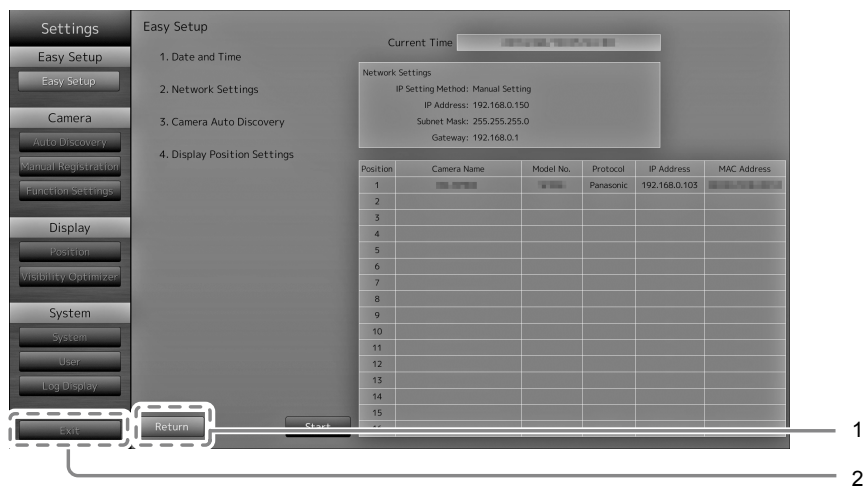 Settings
Easy Setup
Easy Setup
Camera
Auto Discovery
Manual Registration
Function Settings
Display
Position
Visibility Optimizer
System
System
User
Log Display
Exit
Easy Setup
1. Date and Time
2. Network Settings
3. Camera Auto Discovery
4. Display Position Settings
Return
Start
Current Time
Network Settings
IP Setting Method: Manual Setting
IP Address: 192.168.0.150
Subnet Mask: 255.255.255.0
Gateway: 192.168.0.1
Position Camera Name Model No. Protocol IP Address MAC Address
1 Panasonic 192.168.0.103
2
3
4
5
6
7
8
9
10
11
12
13
14
15
1
2